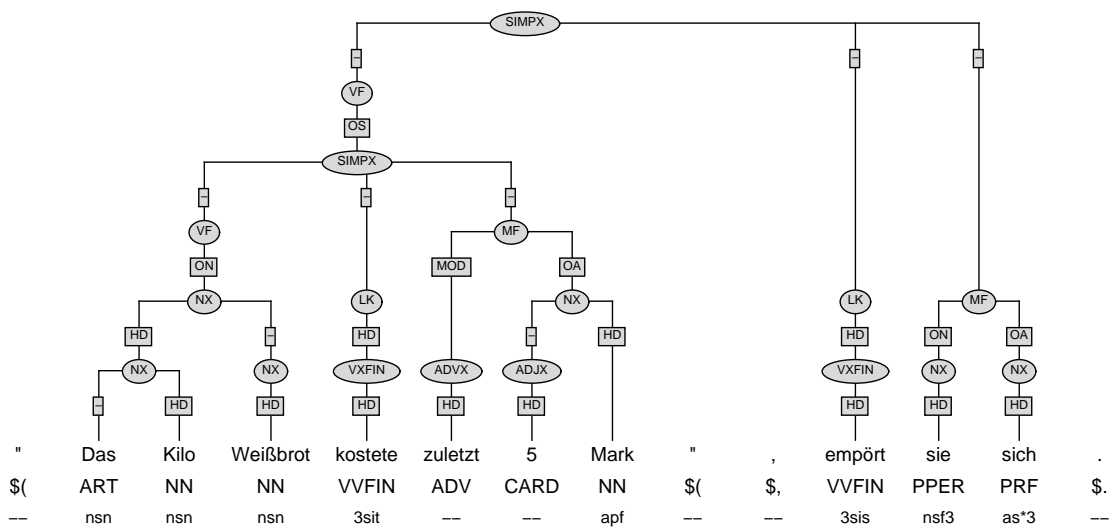 SIMPX
– – –
VF
OS
SIMPX
– – –
VF MF
ON MOD OA
NX LK NX LK MF
HD – HD – HD HD ON OA
NX NX VXFIN ADVX ADJX VXFIN NX NX
– HD HD HD HD HD HD HD HD
" Das Kilo Weißbrot kostete zuletzt 5 Mark " , empört sie sich .
$( ART NN NN VVFIN ADV CARD NN $( $, VVFIN PPER PRF $.
-- nsn nsn nsn 3sit -- -- apf -- -- 3sis nsf3 as*3 --